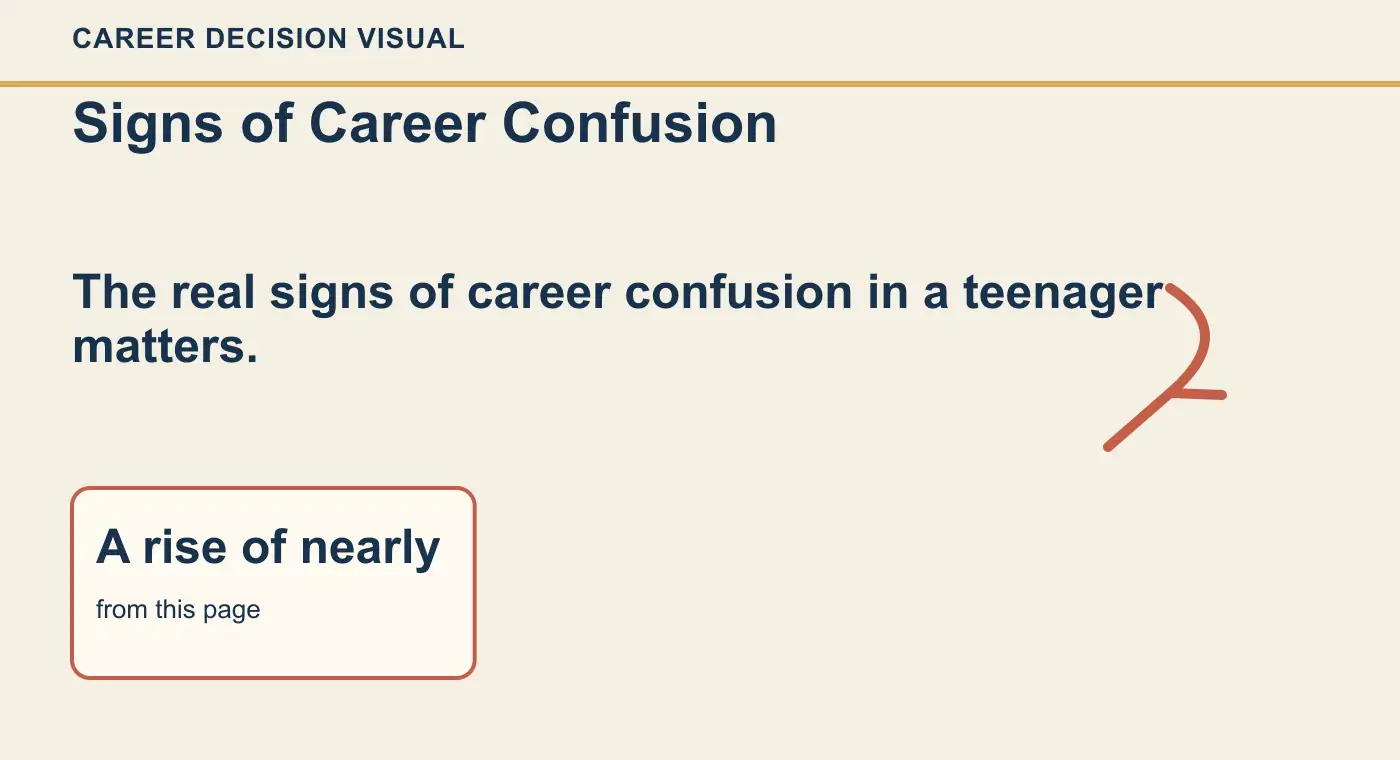 CAREER DECISION VISUAL
Signs of Career Confusion
The real signs of career confusion in a teenager
matters.
A rise of nearly
from this page